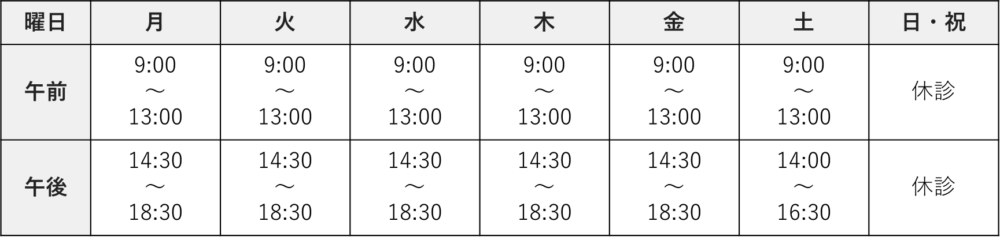 曜日 月 火 水 木 金 土 日・祝
午前
9:00 9:00 9:00 9:00 9:00 9:00
～ ～ ～ ～ ～ ～
13:00 13:00 13:00 13:00 13:00 13:00
休診
午後
14:30 14:30 14:30 14:30 14:30 14:00
～ ～ ～ ～ ～ ～
18:30 18:30 18:30 18:30 18:30 16:30
休診